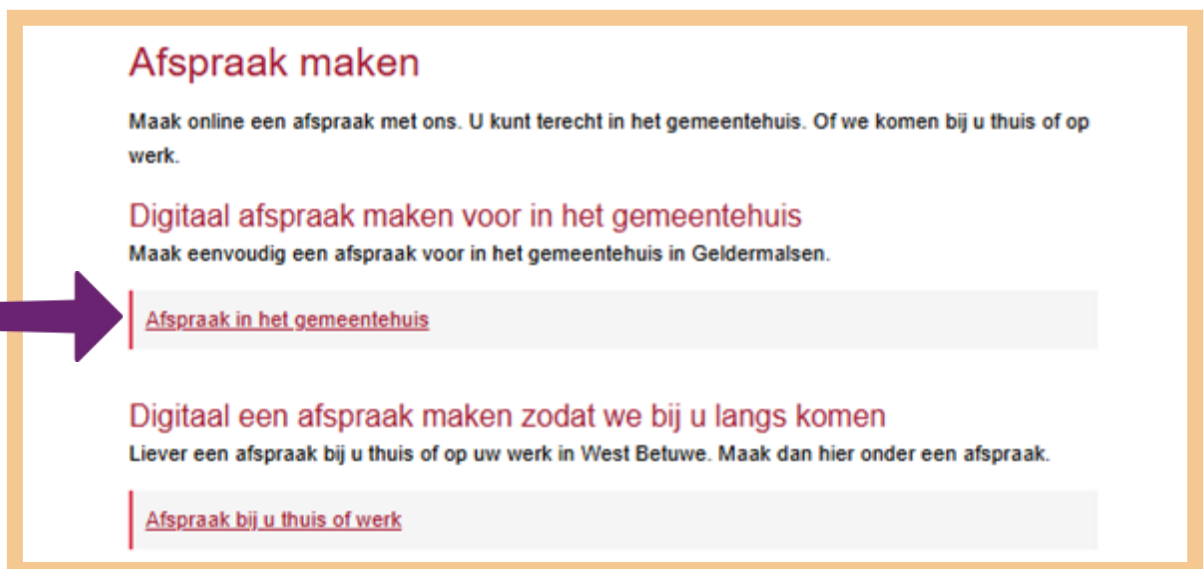 Afspraak maken
Maak online een afspraak met ons. U kunt terecht in het gemeentehuis. Of we komen bij u thuis of op
werk.
Digitaal afspraak maken voor in het gemeentehuis
Maak eenvoudig een afspraak voor in het gemeentehuis in Geldermalsen.
Afspraak in het gemeentehuis
Digitaal een afspraak maken zodat we bij u langs komen
Liever een afspraak bij u thuis of op uw werk in West Betuwe. Maak dan hier onder een afspraak.
Afspraak bij u thuis of werk